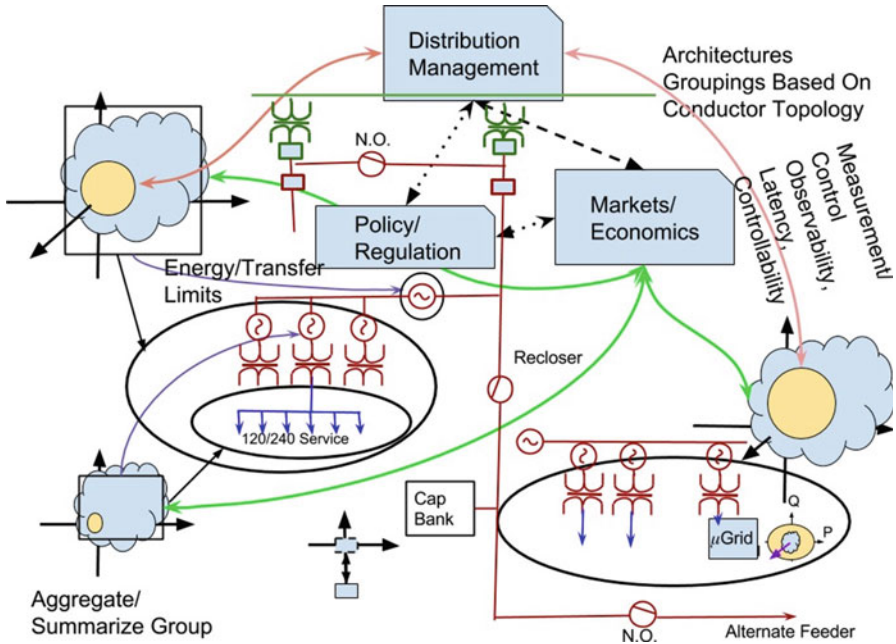 Distribution
Management
Architectures
Groupings Based On
Conductor Topology
N.O.
Measurement/
Control
Observability,
Latency,
Controllability
Policy/
Regulation
Markets/
Economics
Energy/Transfer
Limits
Recloser
120/240 Service
Cap
Bank
μGrid
Q
P
Aggregate/
Summarize Group
N.O.
Alternate Feeder